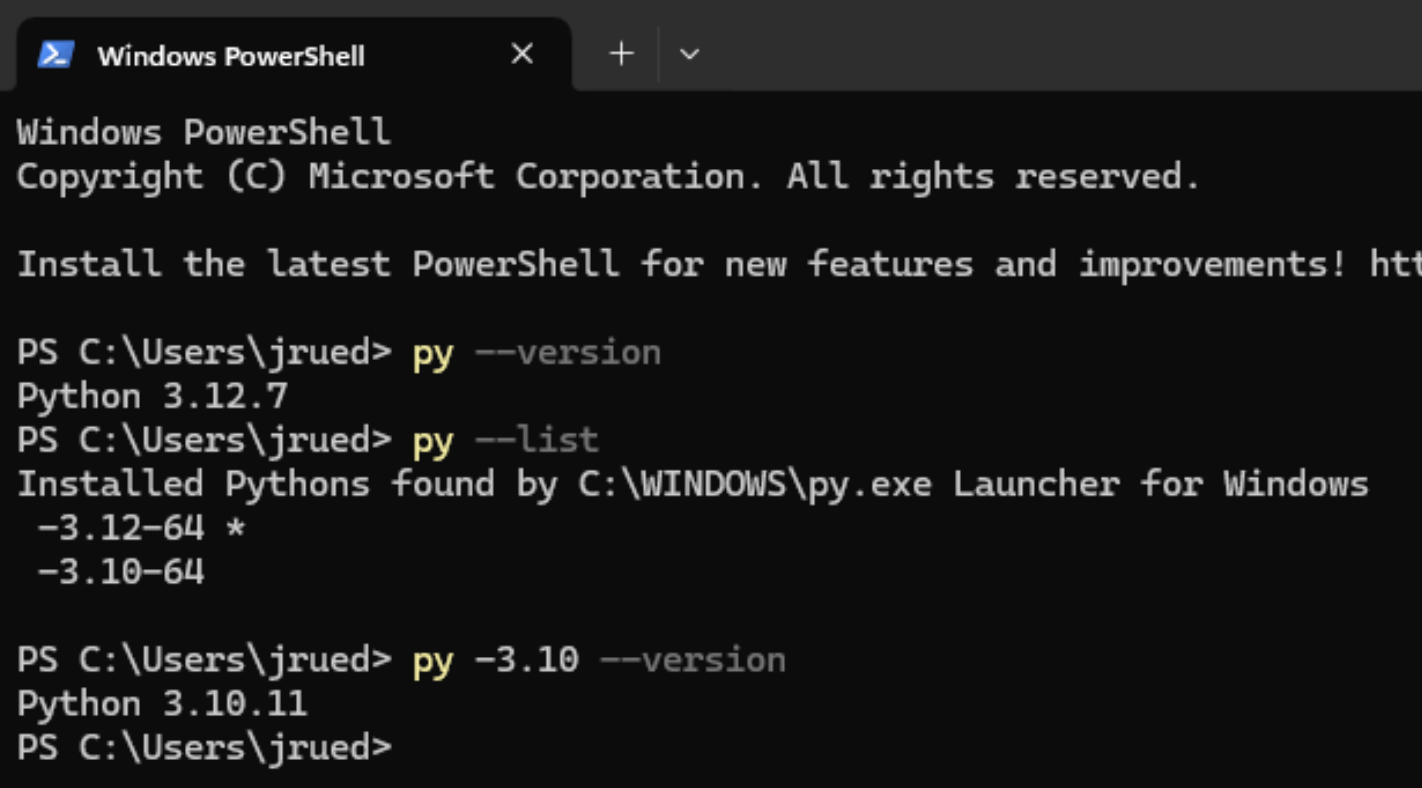 Windows PowerShell
Windows PowerShell
Copyright (C) Microsoft Corporation. All rights reserved.
Install the latest PowerShell for new features and improvements! htt
PS C:\Users\jrued> py --version
Python 3.12.7
PS C:\Users\jrued> py --list
Installed Pythons found by C:\WINDOWS\py.exe Launcher for Windows
 -3.12-64 *
 -3.10-64
PS C:\Users\jrued> py -3.10 --version
Python 3.10.11
PS C:\Users\jrued>